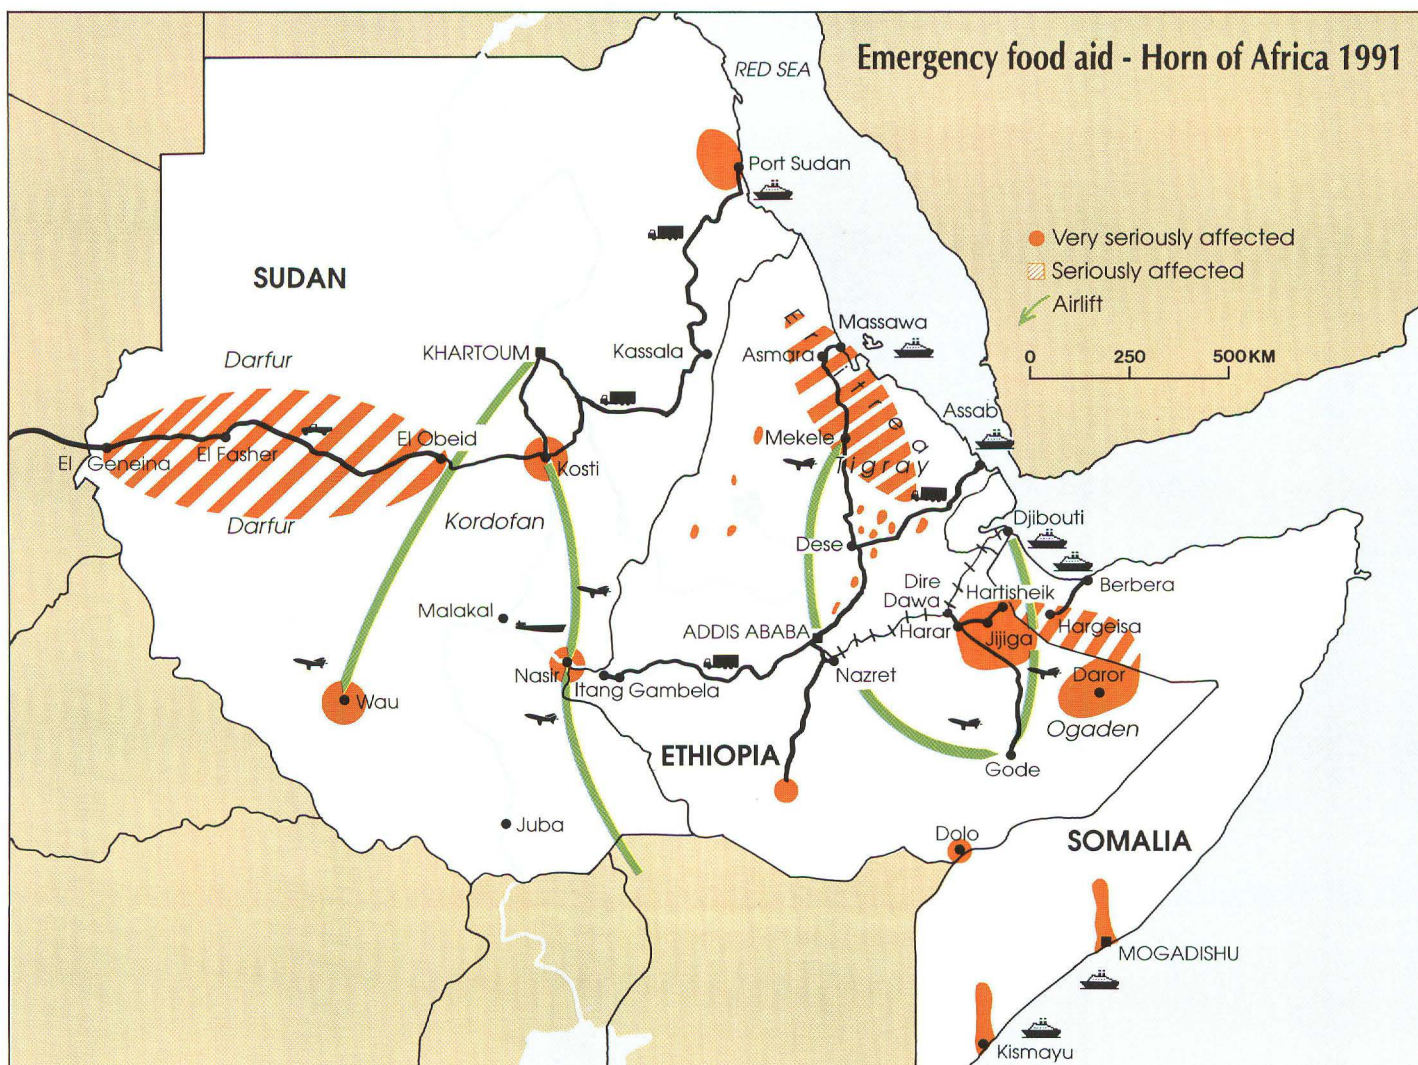 Emergency food aid - Horn of Africa 1991
RED SEA
Port Sudan
Very seriously affected
Seriously affected
Airlift
0 250 500 KM
SUDAN
Eritrea
Massawa
Darfur
KHARTOUM
Kassala
Asmara
Assab
El Obeid
Mekele
El Geneina
El Fasher
Kosti
Tigray
Darfur
Kordofan
Djibouti
Dese
Dire
Dawa
Hartisheik
Berbera
Malakal
ADDIS ABABA
Harar
Jijiga
Hargeisa
Nasir
Itang Gambela
Nazret
Daror
Wau
Ogaden
ETHIOPIA
Gode
Juba
Dolo
SOMALIA
MOGADISHU
Kismayu